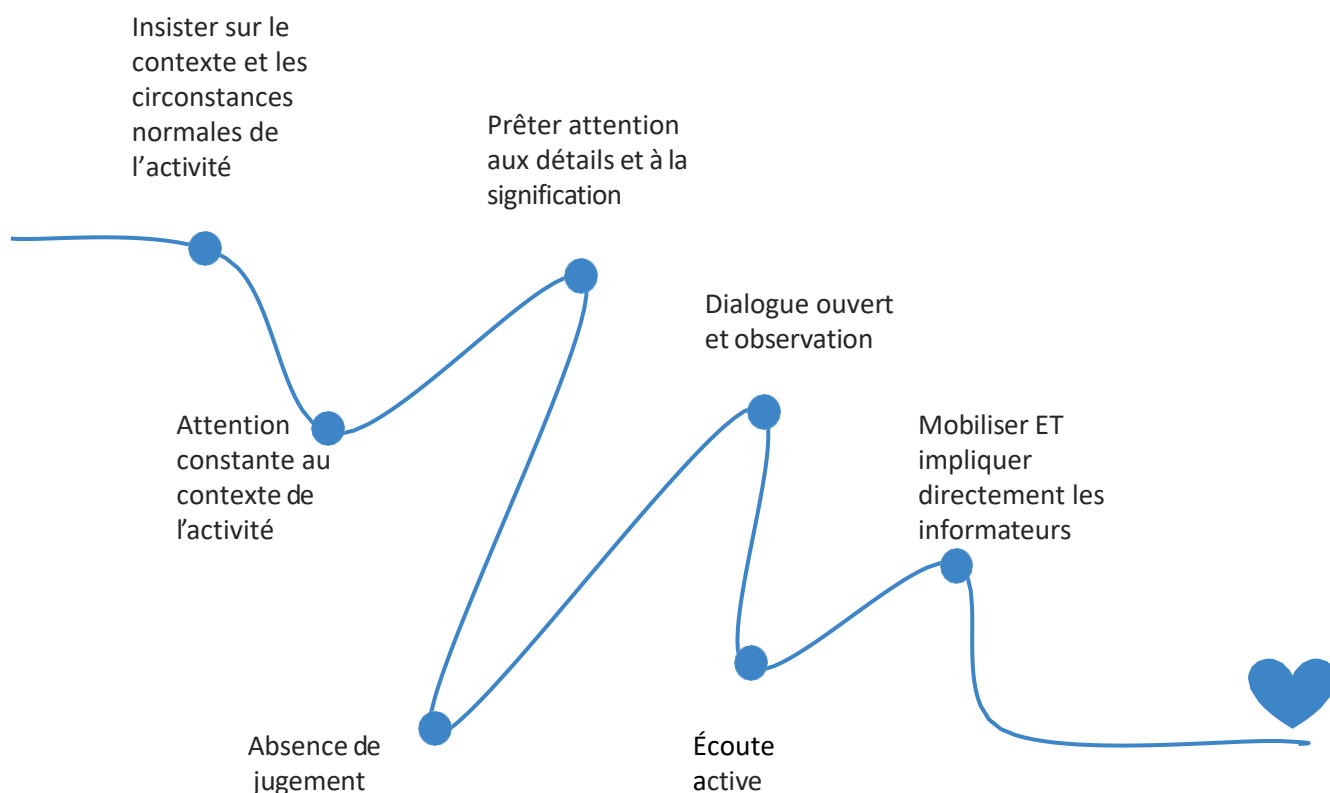 Insister sur le
contexte et les
circonstances
normales de
l’activité
Prêter attention
aux détails et à la
signification
Dialogue ouvert
et observation
Attention
constante au
contexte de
l’activité
Mobiliser ET
impliquer
directement les
informateurs
Absence de
jugement
Écoute
active